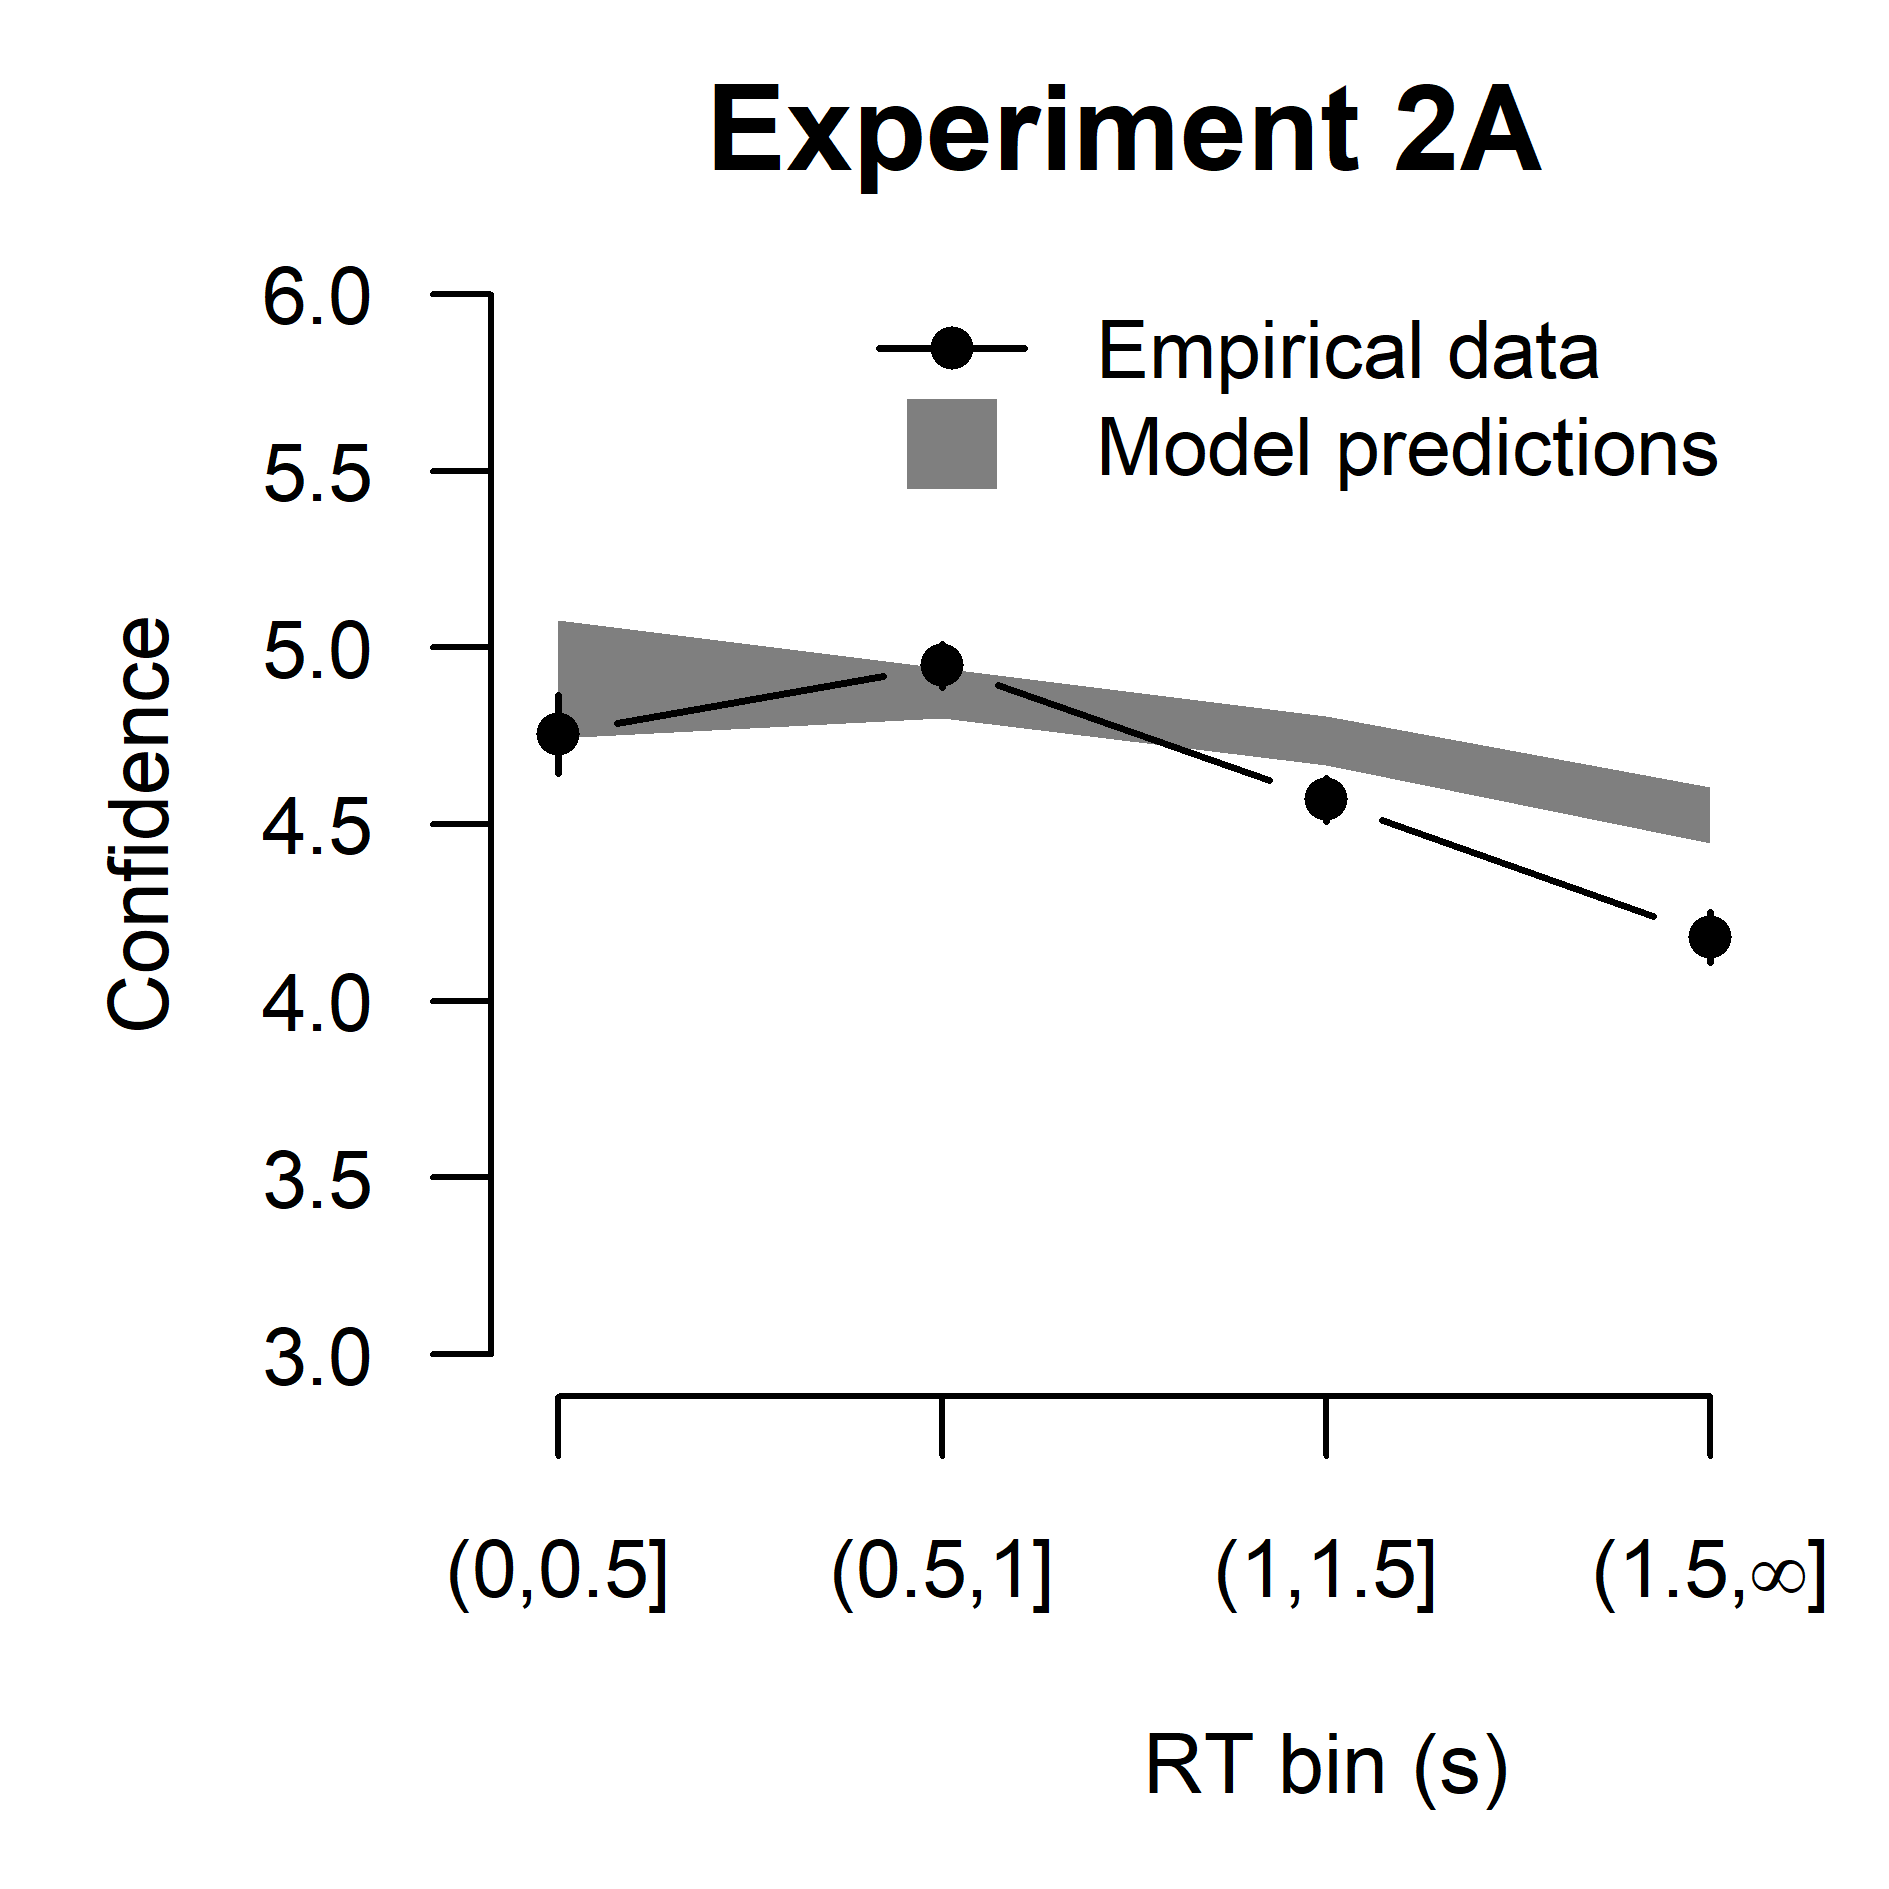 Experiment 2A
Empirical data
Model predictions
Confidence
6.0
5.5
5.0
4.5
4.0
3.5
3.0
(0,0.5]
(0.5,1]
(1,1.5]
(1.5,∞]
RT bin (s)